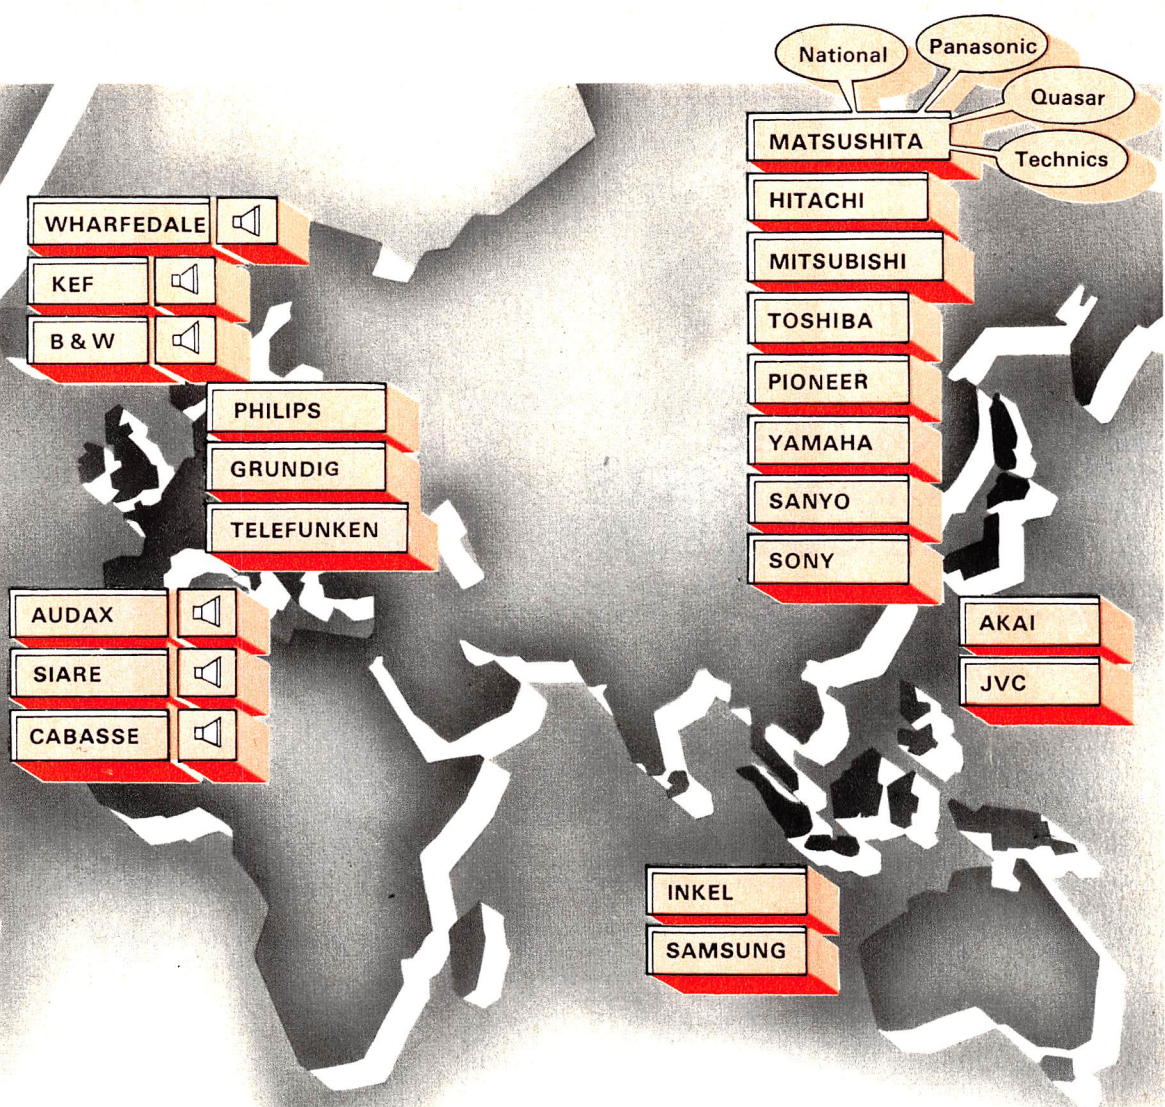 National
Panasonic
Quasar
Technics
MATSUSHITA
HITACHI
MITSUBISHI
TOSHIBA
PIONEER
YAMAHA
SANYO
SONY
WHARFEDALE
KEF
B & W
PHILIPS
GRUNDIG
TELEFUNKEN
AUDAX
SIARE
CABASSE
AKAI
JVC
INKEL
SAMSUNG